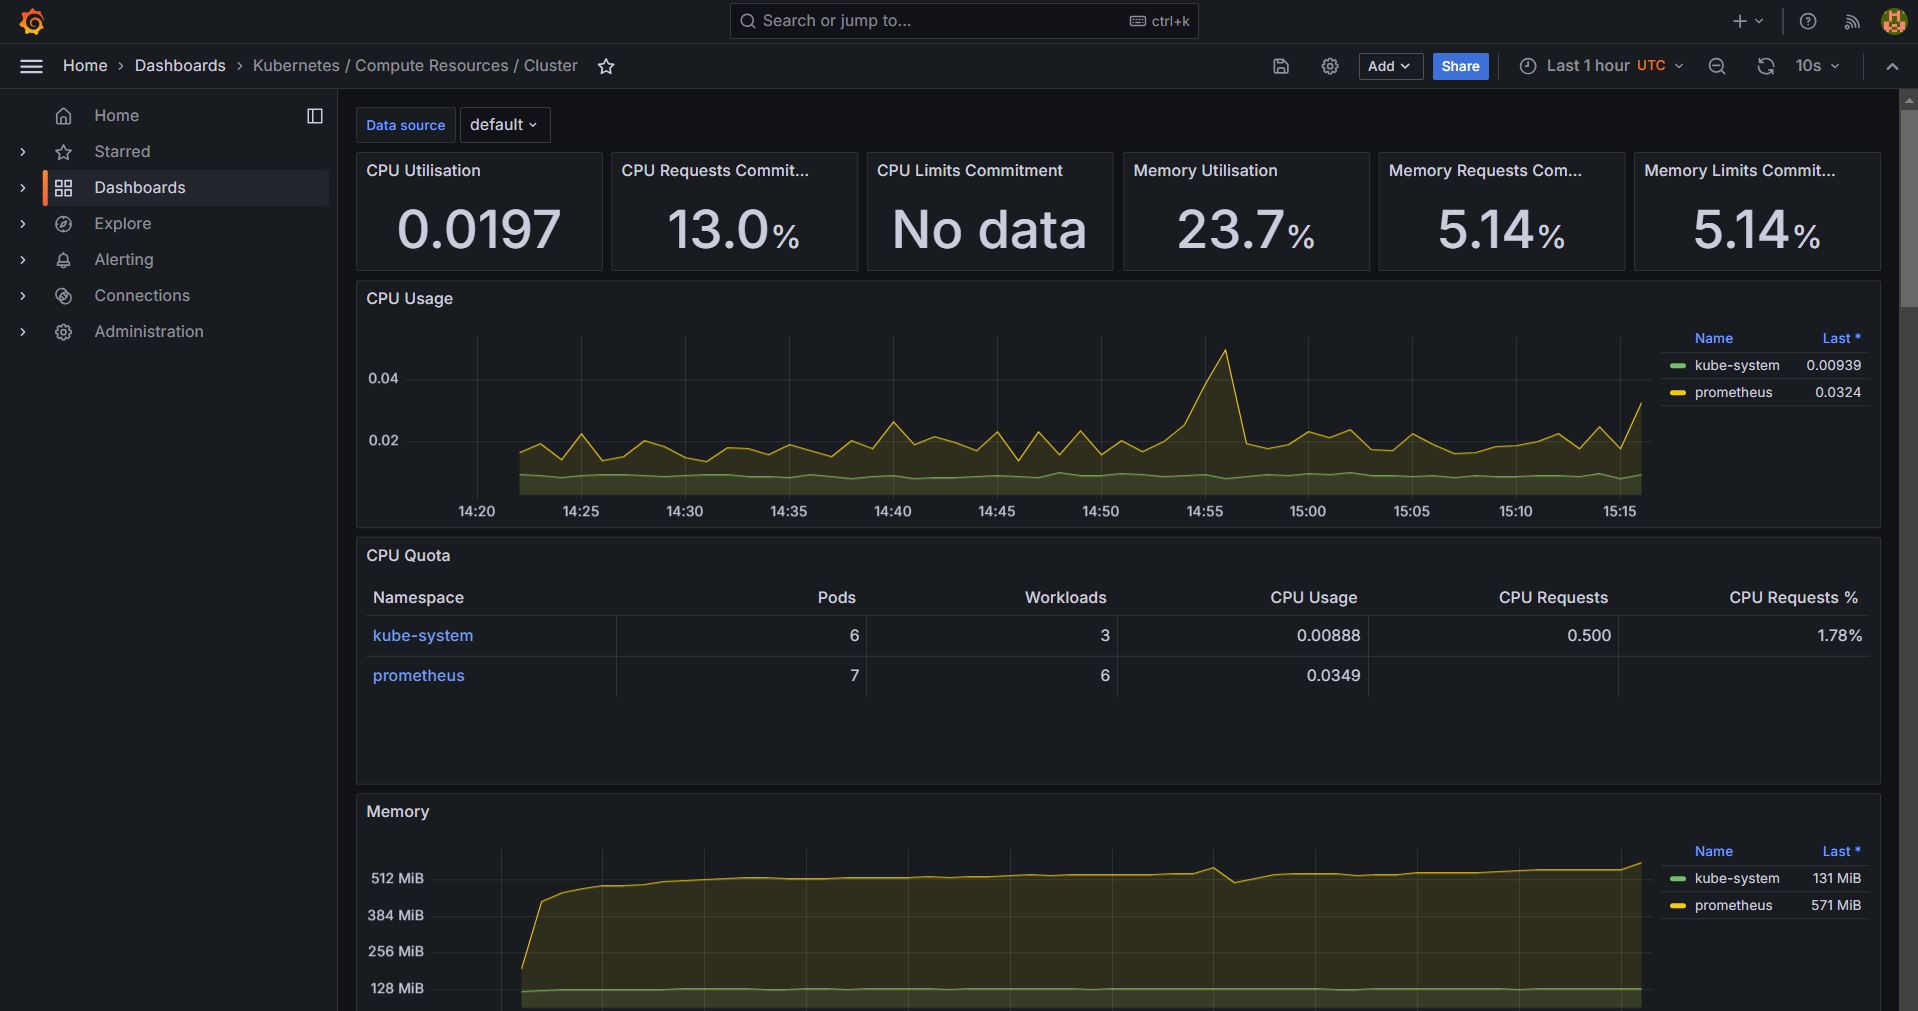 Search or jump to...
ctrl+k
Home
Dashboards
Kubernetes / Compute Resources / Cluster
Add
Share
Last 1 hour UTC
10s
Home
Starred
Dashboards
Explore
Alerting
Connections
Administration
Data source
default
CPU Utilisation
0.0197
CPU Requests Commit...
13.0%
CPU Limits Commitment
No data
Memory Utilisation
23.7%
Memory Requests Com...
5.14%
Memory Limits Commit...
5.14%
CPU Usage
0.04
0.02
14:20
14:25
14:30
14:35
14:40
14:45
14:50
14:55
15:00
15:05
15:10
15:15
Name Last *
kube-system 0.00939
prometheus 0.0324
CPU Quota
Namespace Pods Workloads CPU Usage CPU Requests CPU Requests %
kube-system 6 3 0.00888 0.500 1.78%
prometheus 7 6 0.0349
Memory
512 MiB
384 MiB
256 MiB
128 MiB
Name Last *
kube-system 131 MiB
prometheus 571 MiB